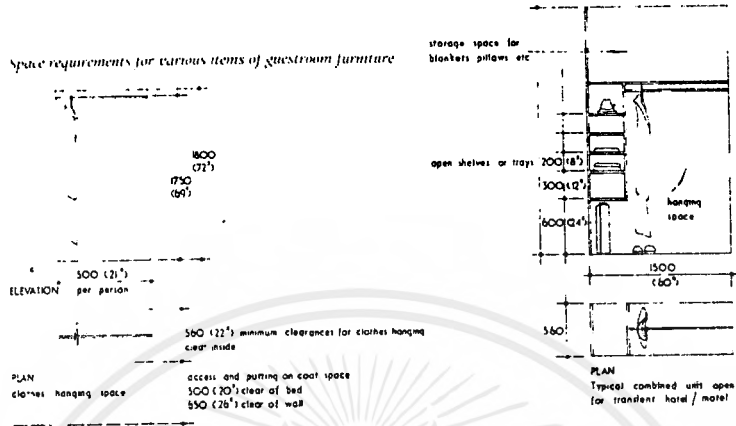 Space requirements for various items of guestroom furniture
1800
(72")
1750
(69")
500 (21")
per person
ELEVATION
560 (22") minimum clearances for clothes hanging
clear inside
PLAN
clothes hanging space
access and putting on coat space
500 (20") clear of bed
650 (26") clear of wall
storage space for
blankets pillows etc
open shelves or trays 200 (8")
300 (12")
600 (24")
hanging
space
1500
(60")
560
PLAN
Typical combined unit open
for transient hotel / motel